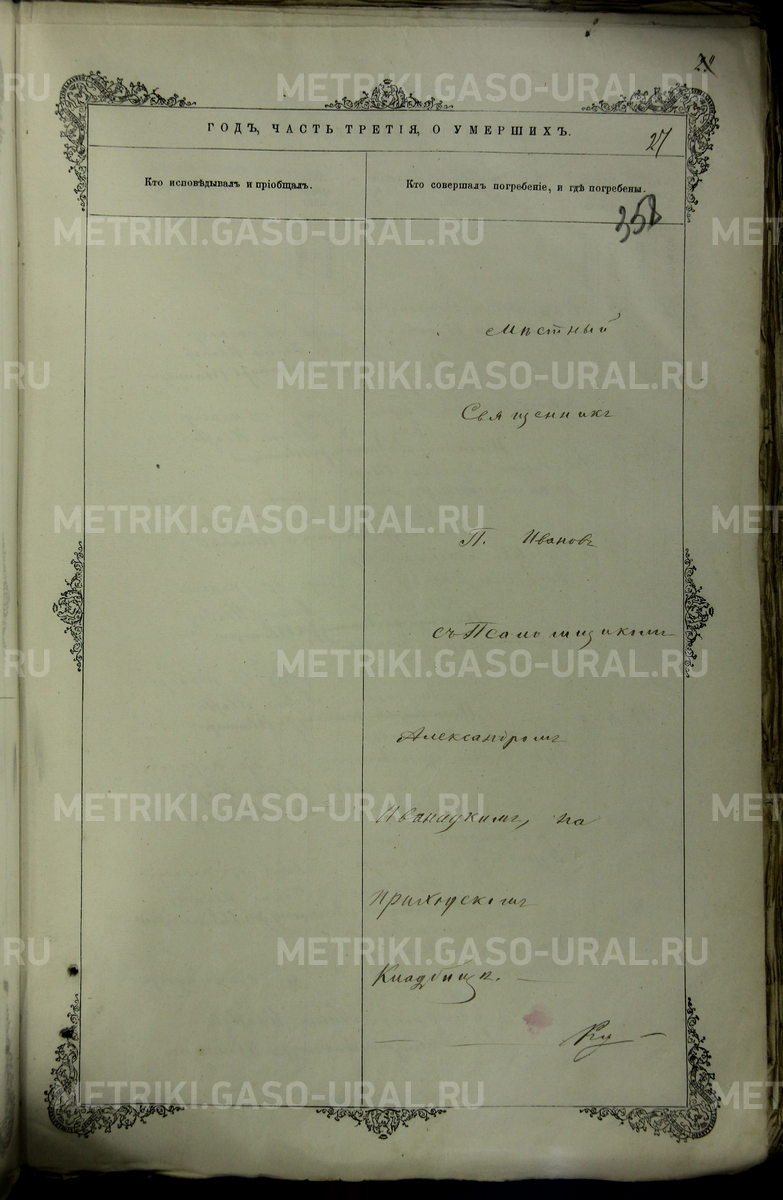 27
ГОДЪ, ЧАСТЬ ТРЕТІЯ, О УМЕРШИХЪ.
Кто исповѣдывалъ и пріобщалъ.
Кто совершалъ погребеніе, и гдѣ погребены.
358
Мѣстный
Священникъ
П. Ивановъ
съ Псаломщикомъ
Александромъ
на
Приходскомъ
Кладбищѣ.
METRIKI.GASO-URAL.RU